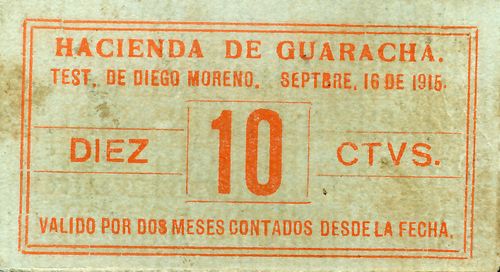 HACIENDA DE GUARACHA.
TEST. DE DIEGO MORENO. SEPTBRE, 16 DE 1915.
DIEZ 10 CTVS.
VALIDO POR DOS MESES CONTADOS DESDE LA FECHA.